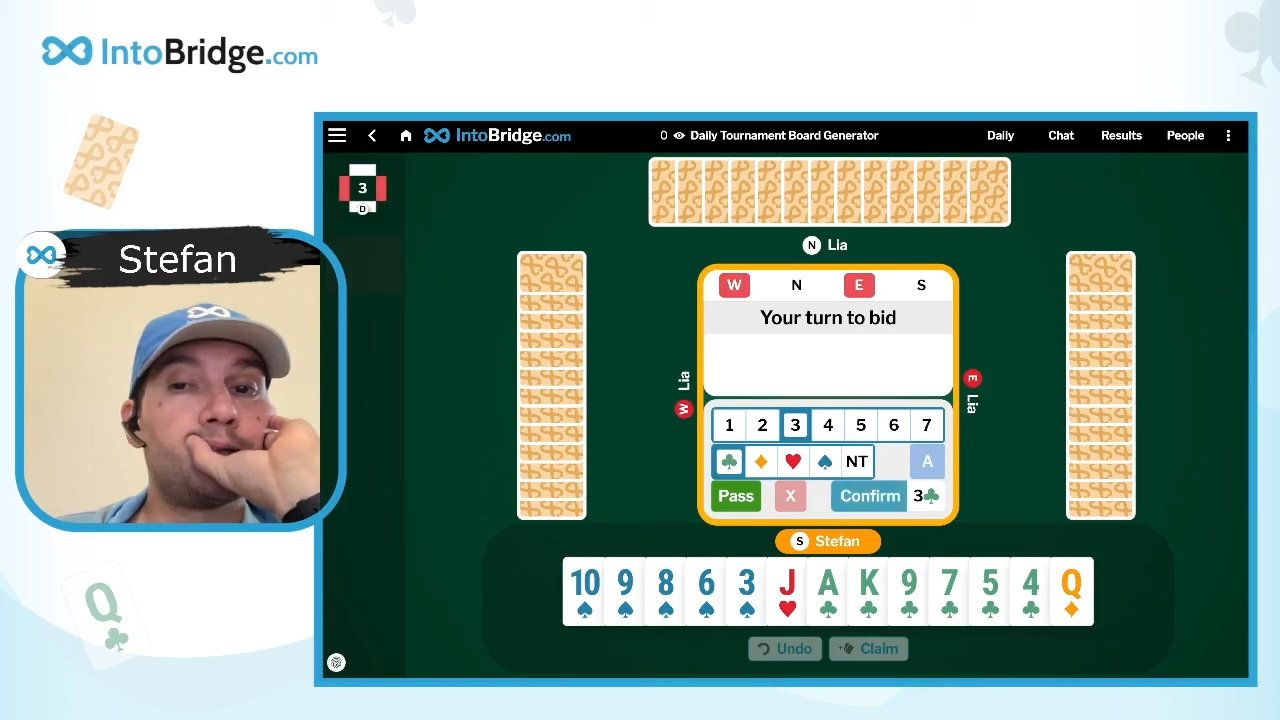 IntoBridge.com
IntoBridge.com
0 Daily Tournament Board Generator
Daily
Chat
Results
People
3
D
N Lia
Stefan
W N E S
Your turn to bid
W Lia
E Lia
1 2 3 4 5 6 7
NT A
Pass X Confirm 3♣
S Stefan
10 9 8 6 3 J A K 9 7 5 4 Q
Undo
Claim
Q